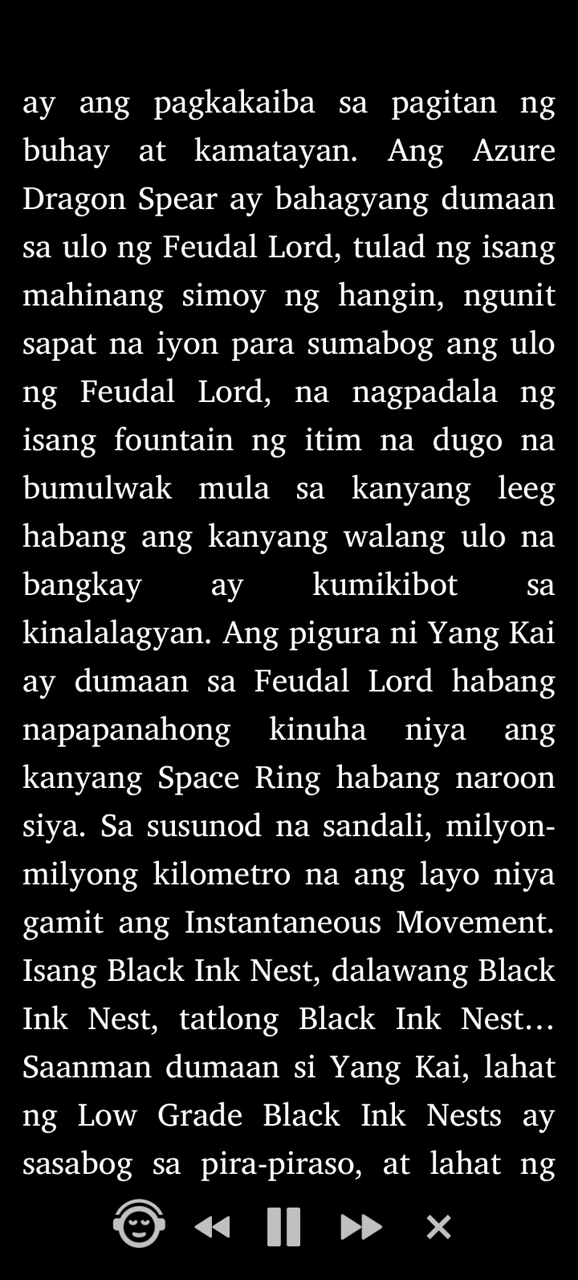 ay ang pagkakaiba sa pagitan ng
buhay at kamatayan. Ang Azure
Dragon Spear ay bahagyang dumaan
sa ulo ng Feudal Lord, tulad ng isang
mahinang simoy ng hangin, ngunit
sapat na iyon para sumabog ang ulo
ng Feudal Lord, na nagpadala ng
isang fountain ng itim na dugo na
bumulwak mula sa kanyang leeg
habang ang kanyang walang ulo na
bangkay ay kumikibot sa
kinalalagyan. Ang pigura ni Yang Kai
ay dumaan sa Feudal Lord habang
napapanahong kinuha niya ang
kanyang Space Ring habang naroon
siya. Sa susunod na sandali, milyon-
milyong kilometro na ang layo niya
gamit ang Instantaneous Movement.
Isang Black Ink Nest, dalawang Black
Ink Nest, tatlong Black Ink Nest...
Saanman dumaan si Yang Kai, lahat
ng Low Grade Black Ink Nests ay
sasabog sa pira-piraso, at lahat ng